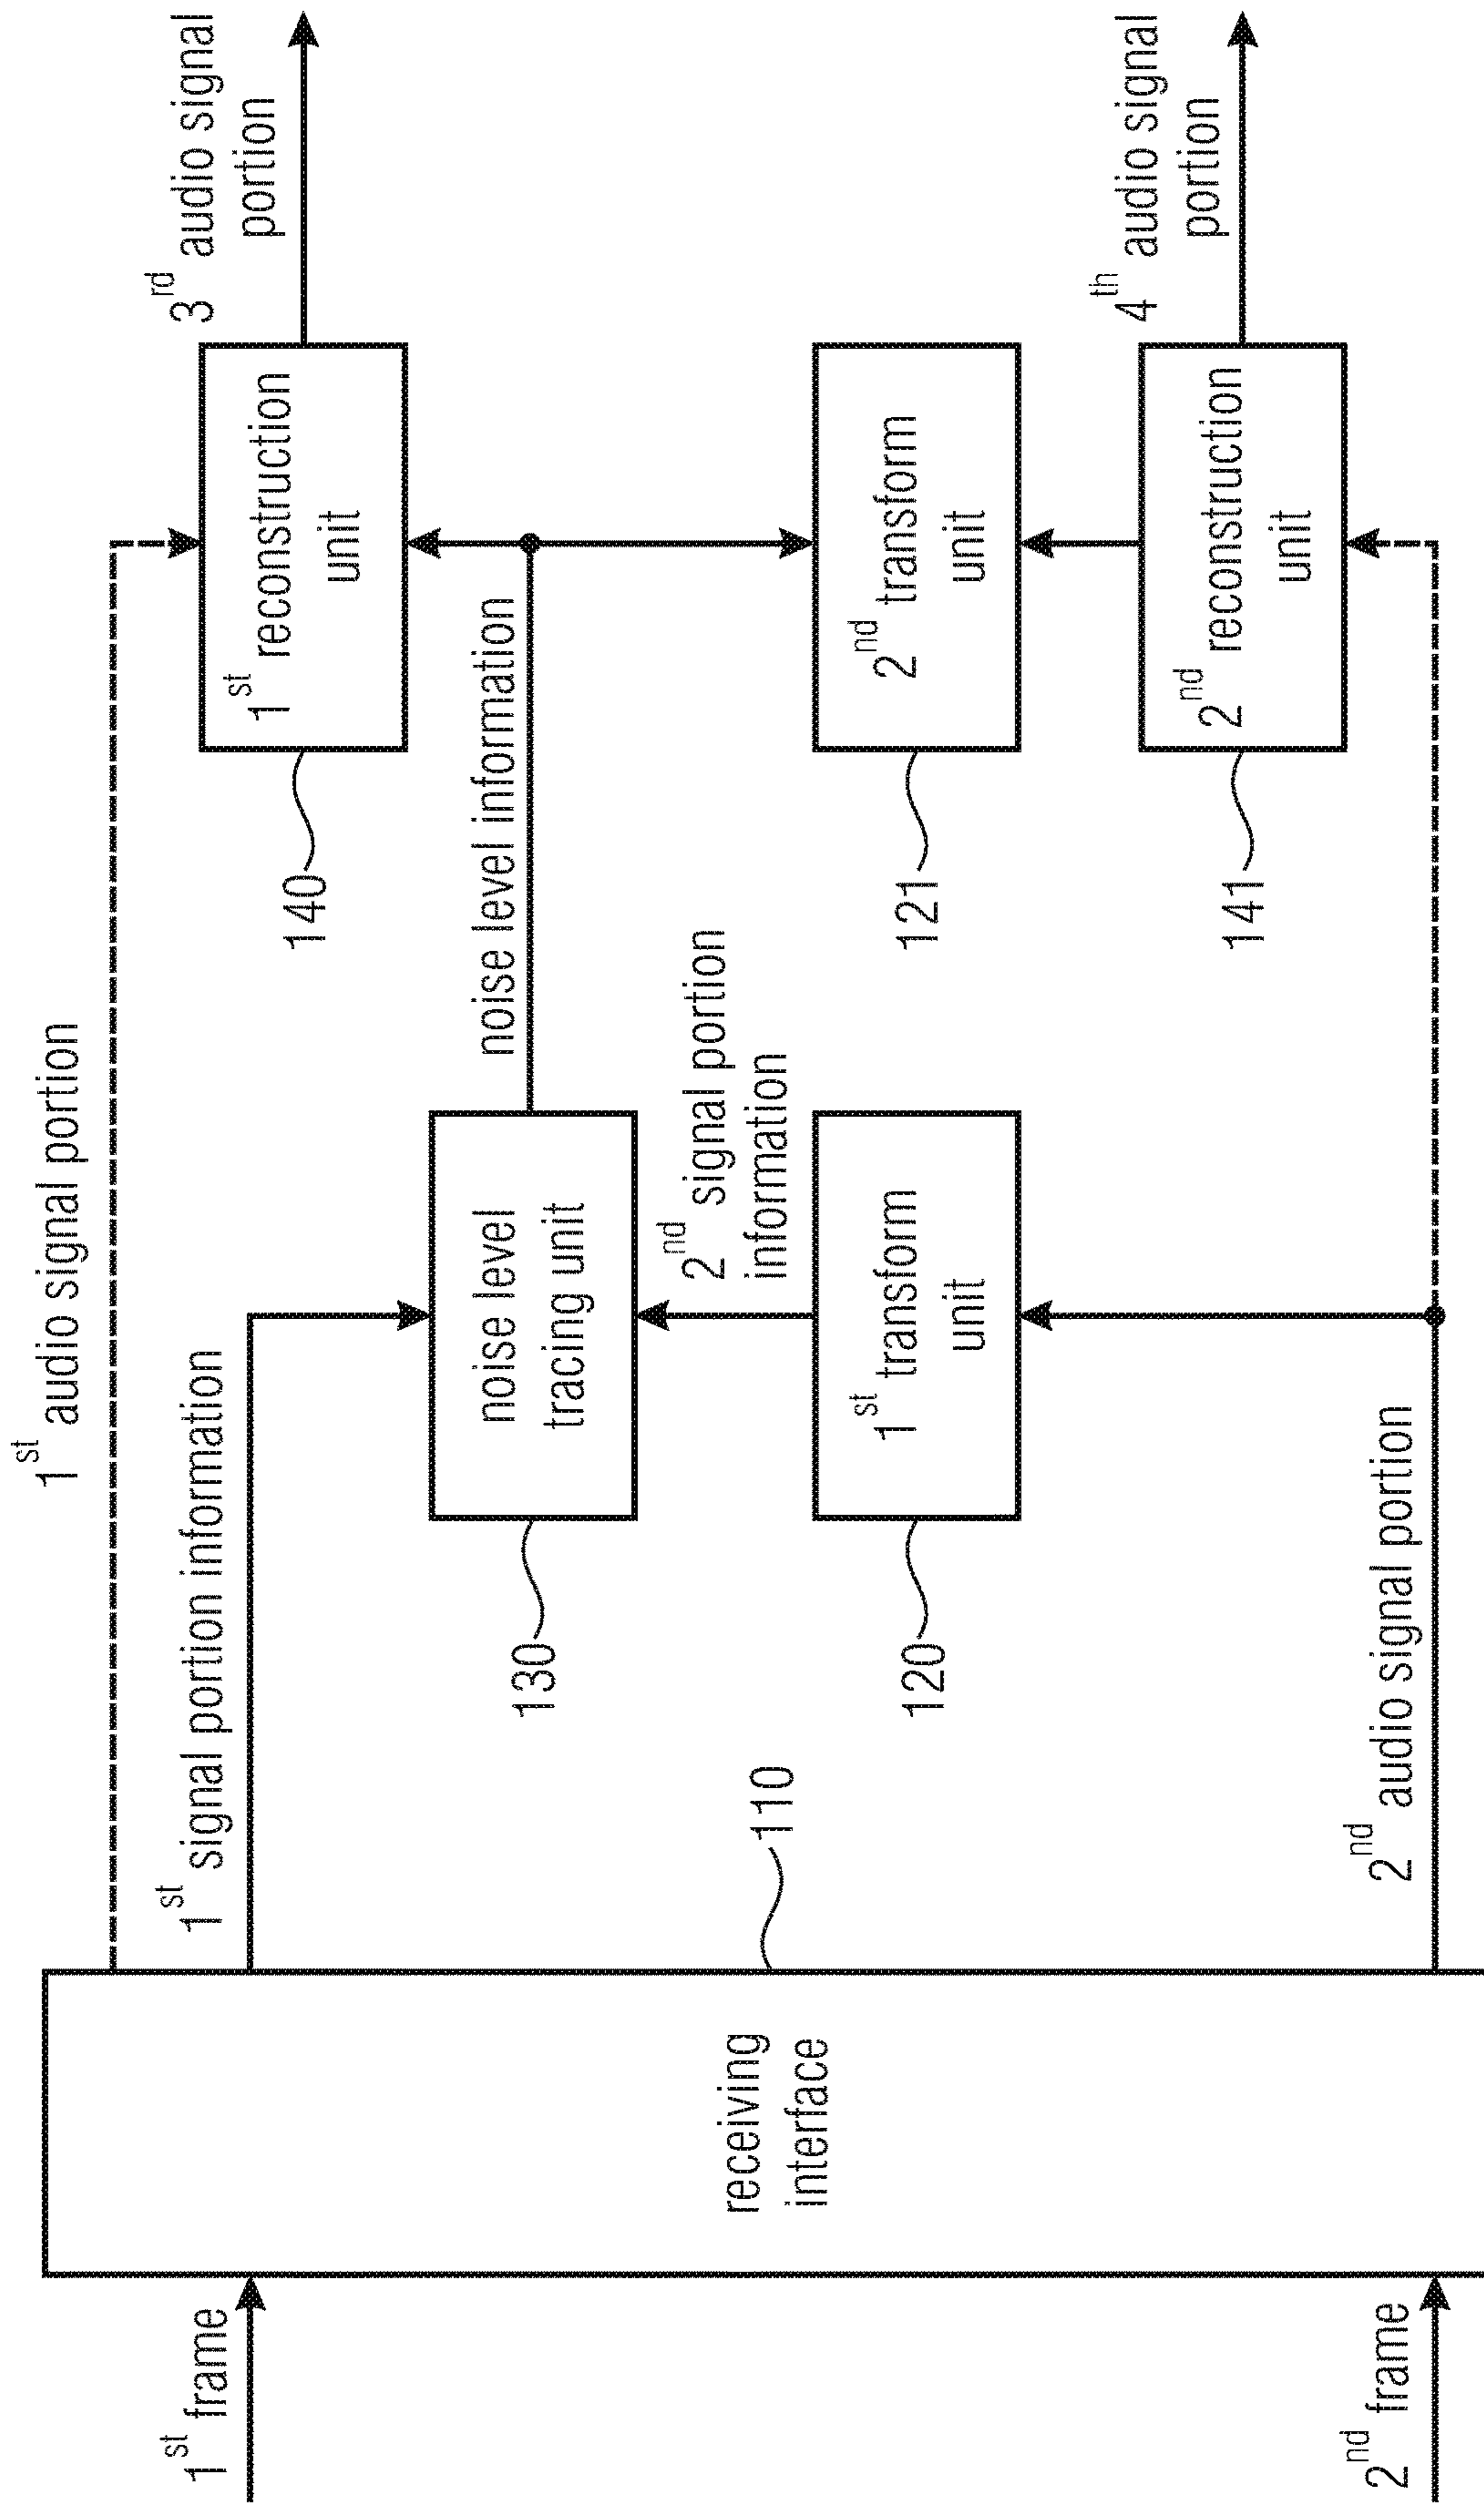 1st frame
2nd frame
receiving
interface
110
1st audio signal portion
1st signal portion information
2nd audio signal portion
noise level
tracing unit
130
2nd signal portion
information
1st transform
unit
120
noise level information
1st reconstruction
unit
140
2nd transform
unit
121
2nd reconstruction
unit
141
3rd audio signal
portion
4th audio signal
portion